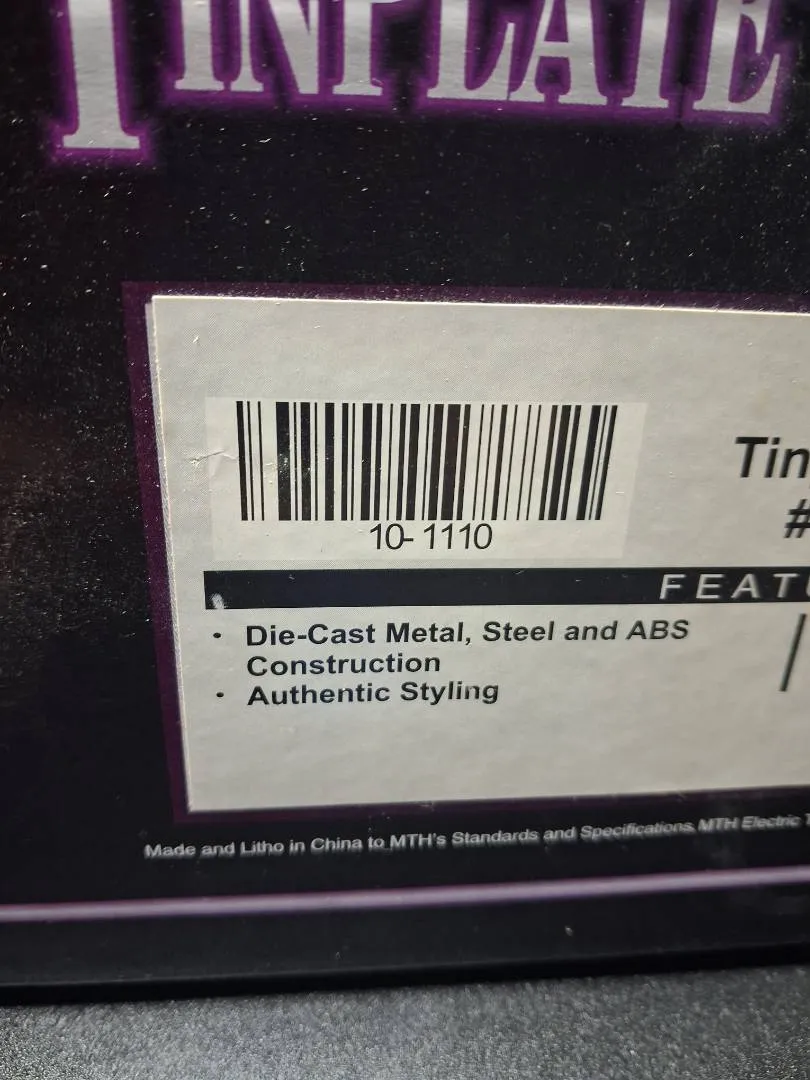 TINPLATE
10-1110
Tin
#
FEATU
• Die-Cast Metal, Steel and ABS
Construction
• Authentic Styling
Made and Litho in China to MTH's Standards and Specifications. MTH Electric T